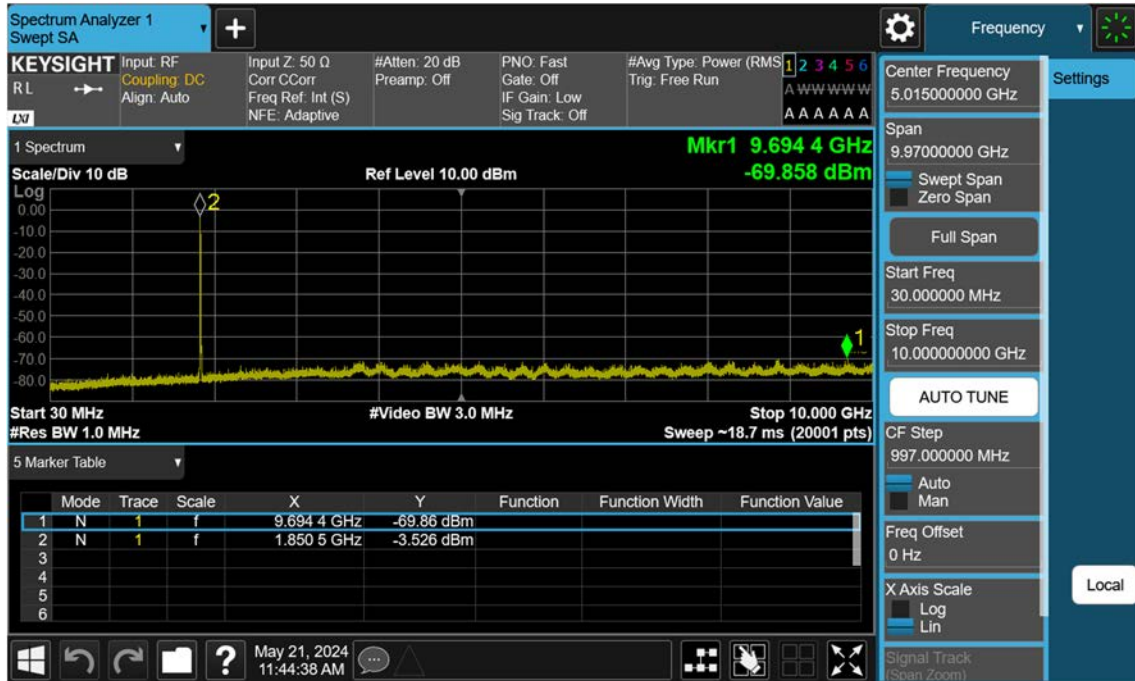 Spectrum Analyzer 1
Swept SA
Frequency
KEYSIGHT
RL
LXI
Input: RF
Coupling: DC
Align: Auto
Input Z: 50 Ω
Corr CCorr
Freq Ref: Int (S)
NFE: Adaptive
#Atten: 20 dB
Preamp: Off
PNO: Fast
Gate: Off
IF Gain: Low
Sig Track: Off
#Avg Type: Power (RMS
Trig: Free Run
1 2 3 4 5 6
A W W W W W
A A A A A A
1 Spectrum
Scale/Div 10 dB
Ref Level 10.00 dBm
Mkr1 9.694 4 GHz
-69.858 dBm
Log
0.00
-10.0
-20.0
-30.0
-40.0
-50.0
-60.0
-70.0
-80.0
2
1
Start 30 MHz
#Video BW 3.0 MHz
Stop 10.000 GHz
#Res BW 1.0 MHz
Sweep ~18.7 ms (20001 pts)
5 Marker Table
Mode Trace Scale X Y Function Function Width Function Value
1 N 1 f 9.694 4 GHz -69.86 dBm
2 N 1 f 1.850 5 GHz -3.526 dBm
3
4
5
6
?
May 21, 2024
11:44:38 AM
Center Frequency
5.015000000 GHz
Span
9.97000000 GHz
Swept Span
Zero Span
Full Span
Start Freq
30.000000 MHz
Stop Freq
10.000000000 GHz
AUTO TUNE
CF Step
997.000000 MHz
Auto
Man
Freq Offset
0 Hz
X Axis Scale
Log
Lin
Signal Track
(Span Zoom)
Settings
Local